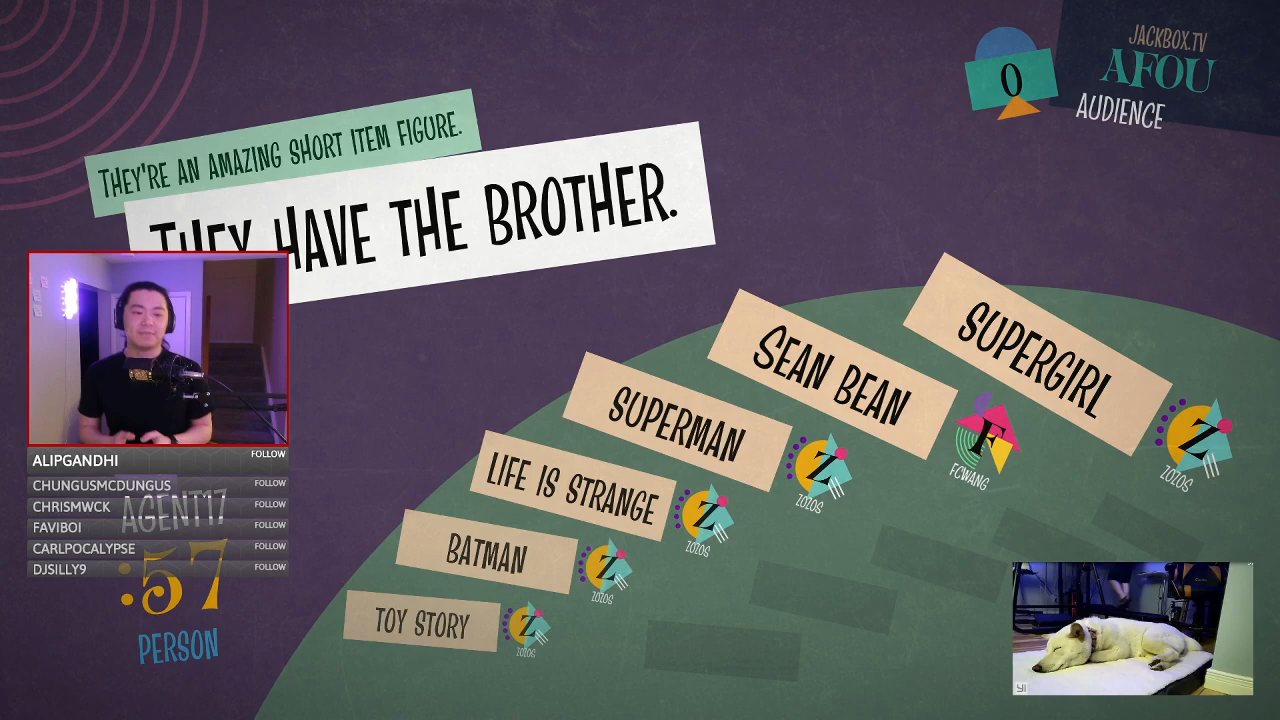 JACKBOX.TV
AFOU
0
AUDIENCE
THEY'RE AN AMAZING SHORT ITEM FIGURE.
THEY HAVE THE BROTHER.
SUPERGIRL
Z
ZOZOS
SEAN BEAN
F
FCWANG
SUPERMAN
Z
ZOZOS
LIFE IS STRANGE
Z
ZOZOS
BATMAN
Z
ZOZOS
TOY STORY
Z
ZOZOS
ALIPGANDHI FOLLOW
CHUNGUSMCDUNGUS FOLLOW
CHRISMWCK FOLLOW
FAVIBOI FOLLOW
CARLPOCALYPSE FOLLOW
DJSILLY9 FOLLOW
AGENT17
:57
PERSON
YI